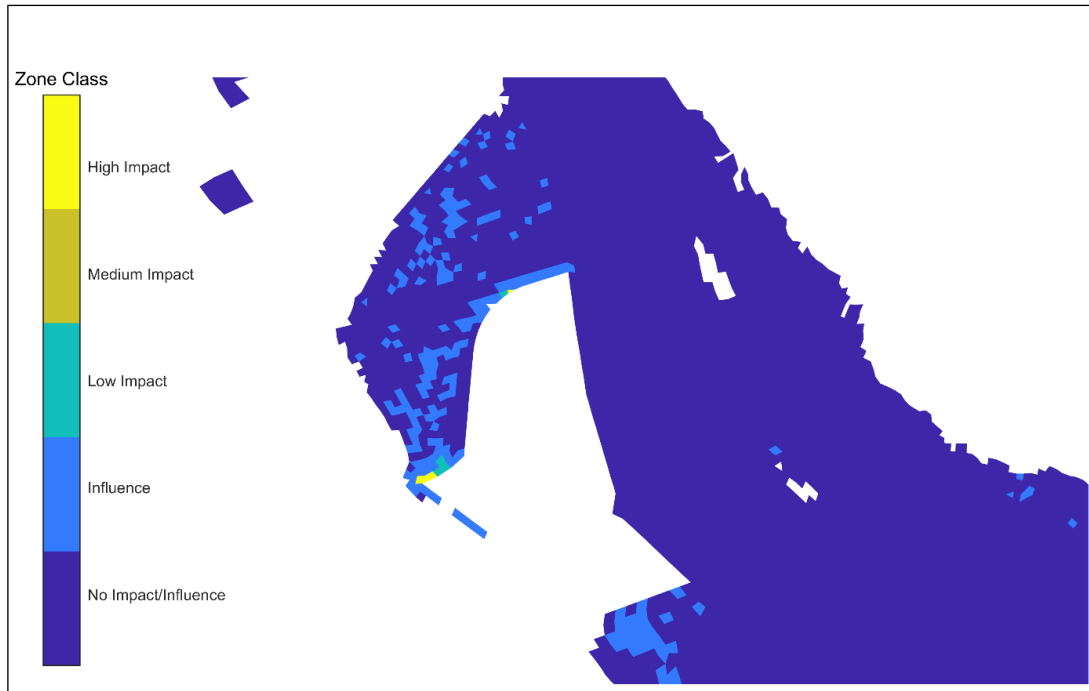 Zone Class
High Impact
Medium Impact
Low Impact
Influence
No Impact/Influence